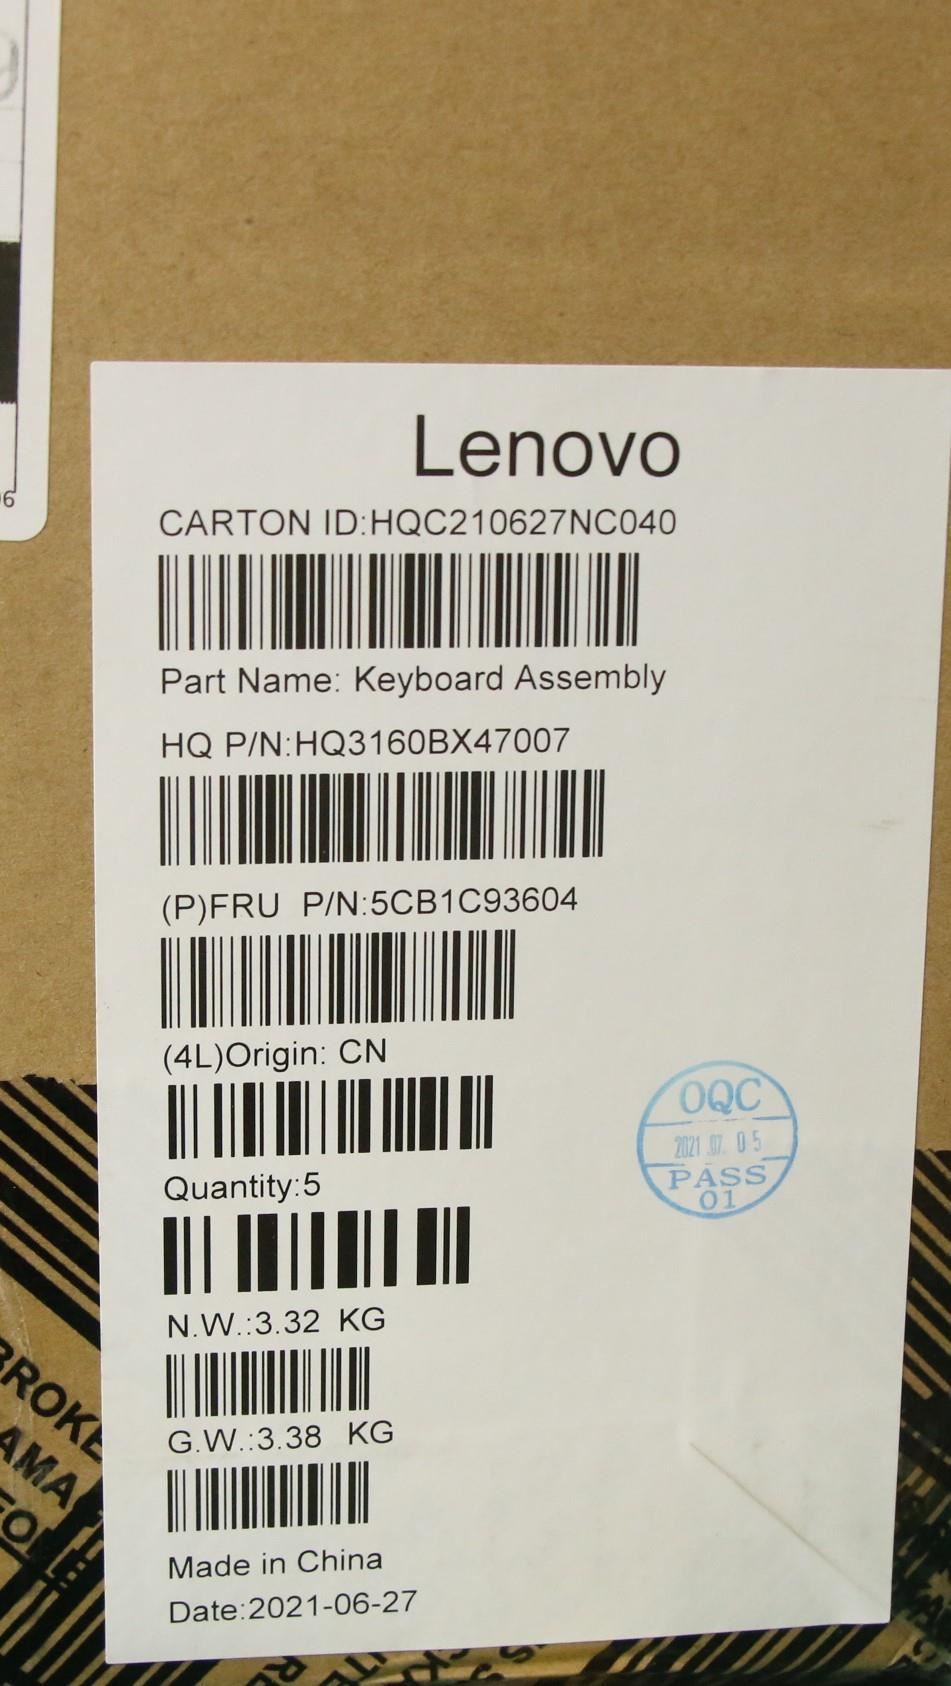 Lenovo
CARTON ID:HQC210627NC040
Part Name: Keyboard Assembly
HQ P/N:HQ3160BX47007
(P)FRU P/N:5CB1C93604
(4L)Origin: CN
OQC
2021.07.05
PASS
01
Quantity:5
N.W.:3.32 KG
G.W.:3.38 KG
Made in China
Date:2021-06-27